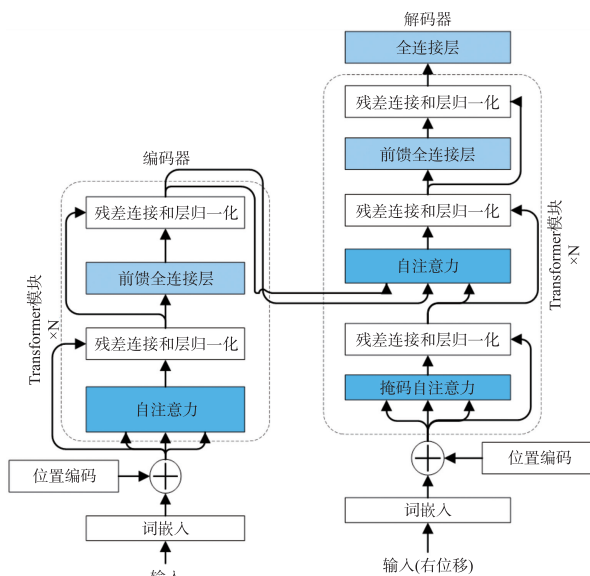 解码器
全连接层
残差连接和层归一化
前馈全连接层
残差连接和层归一化
自注意力
残差连接和层归一化
掩码自注意力
Transformer模块
×N
位置编码
词嵌入
输入(右位移)
编码器
残差连接和层归一化
前馈全连接层
残差连接和层归一化
自注意力
Transformer模块
×N
位置编码
词嵌入
输入